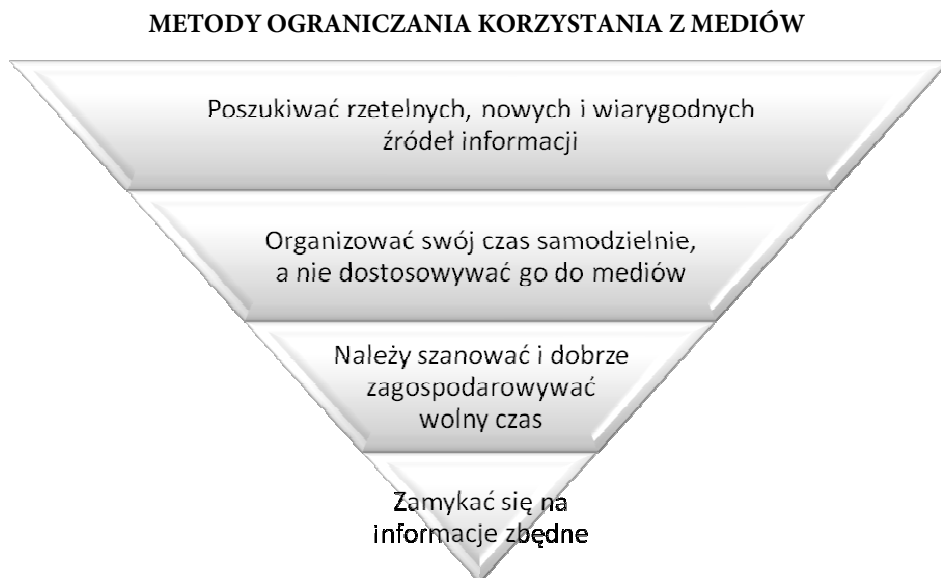 METODY OGRANICZANIA KORZYSTANIA Z MEDIÓW
Poszukiwać rzetelnych, nowych i wiarygodnych
źródeł informacji
Organizować swój czas samodzielnie,
a nie dostosowywać go do mediów
Należy szanować i dobrze
zagospodarowywać
wolny czas
Zamykać się na
informacje zbędne